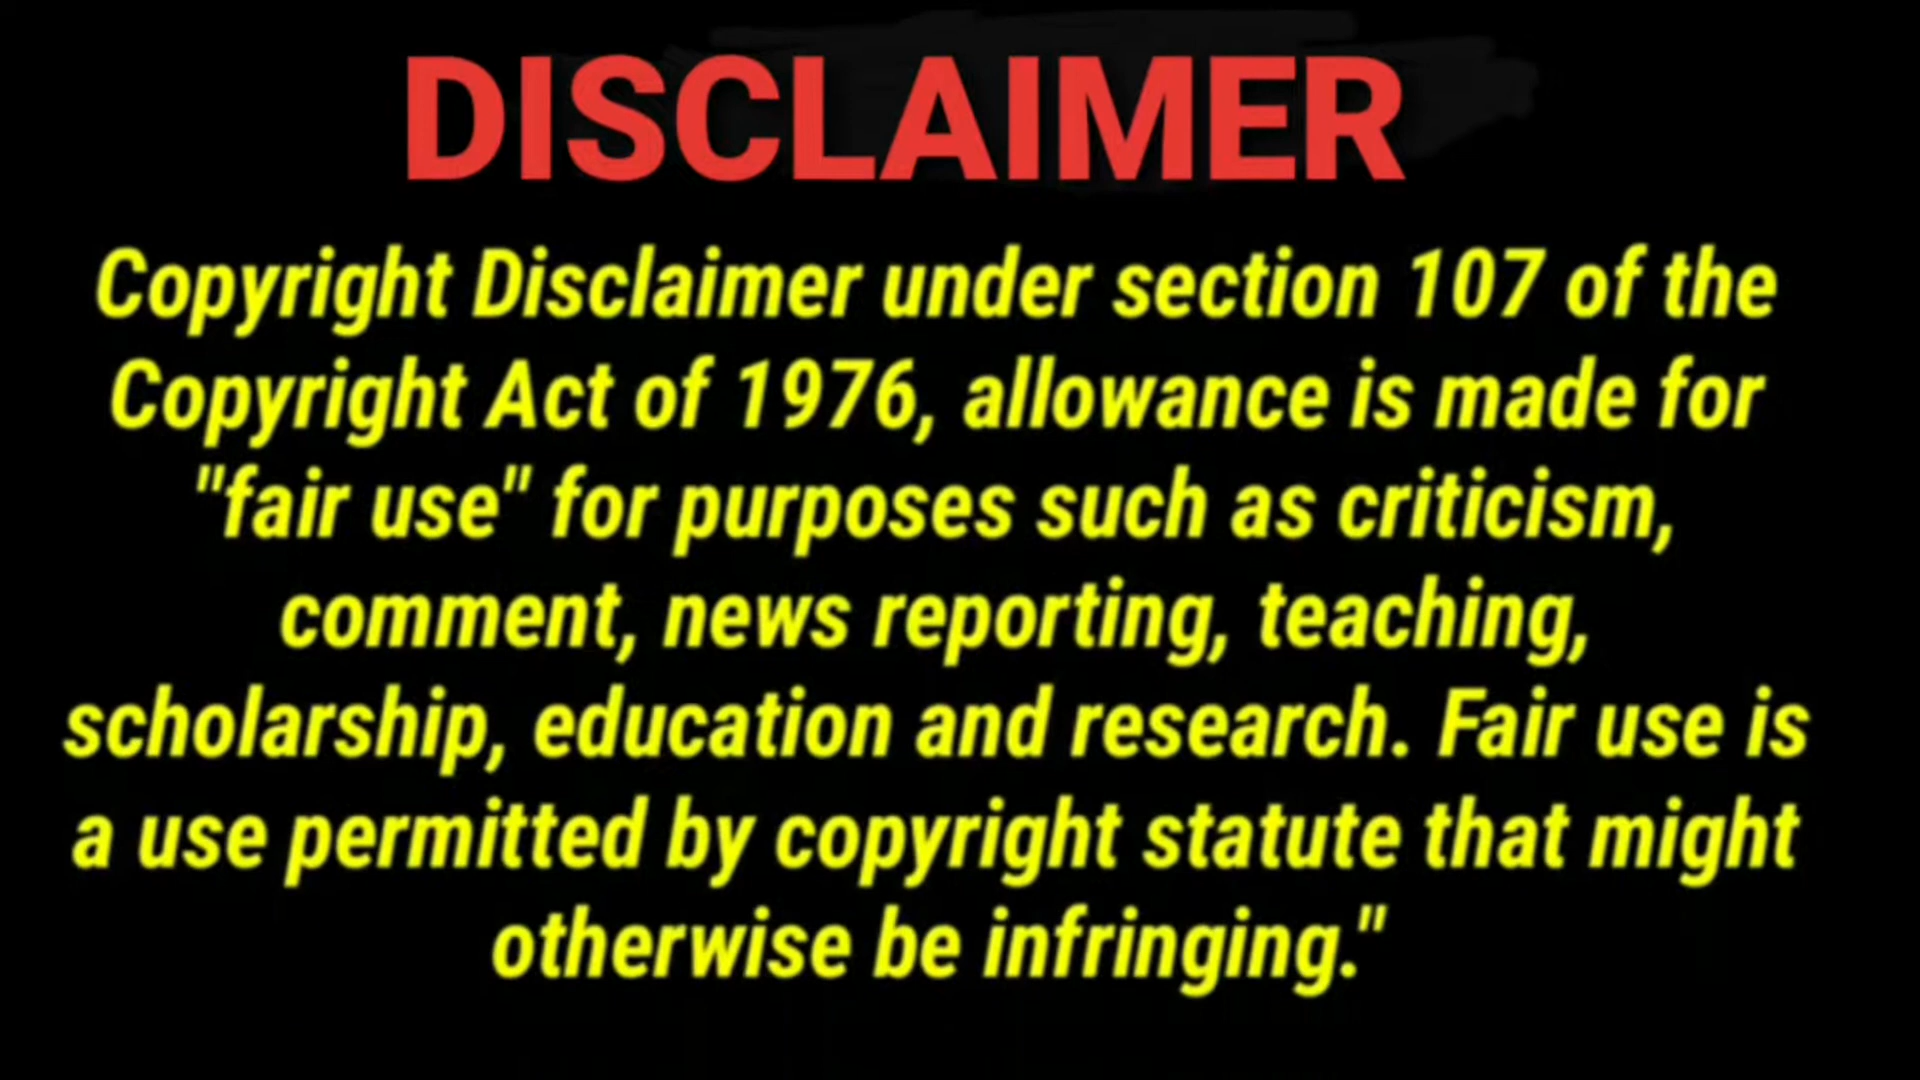 DISCLAIMER
Copyright Disclaimer under section 107 of the
Copyright Act of 1976, allowance is made for
"fair use" for purposes such as criticism,
comment, news reporting, teaching,
scholarship, education and research. Fair use is
a use permitted by copyright statute that might
otherwise be infringing."